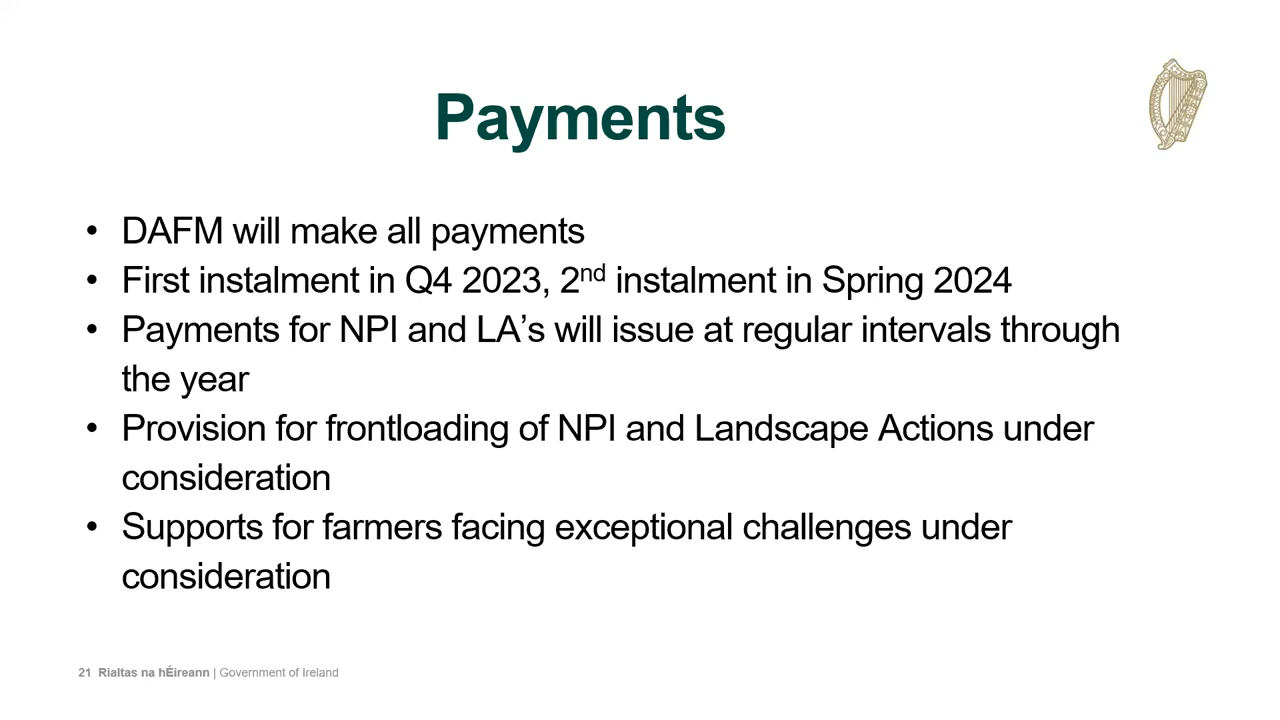 Payments
• DAFM will make all payments
• First instalment in Q4 2023, 2nd instalment in Spring 2024
• Payments for NPI and LA’s will issue at regular intervals through
the year
• Provision for frontloading of NPI and Landscape Actions under
consideration
• Supports for farmers facing exceptional challenges under
consideration
21 Rialtas na hÉireann | Government of Ireland